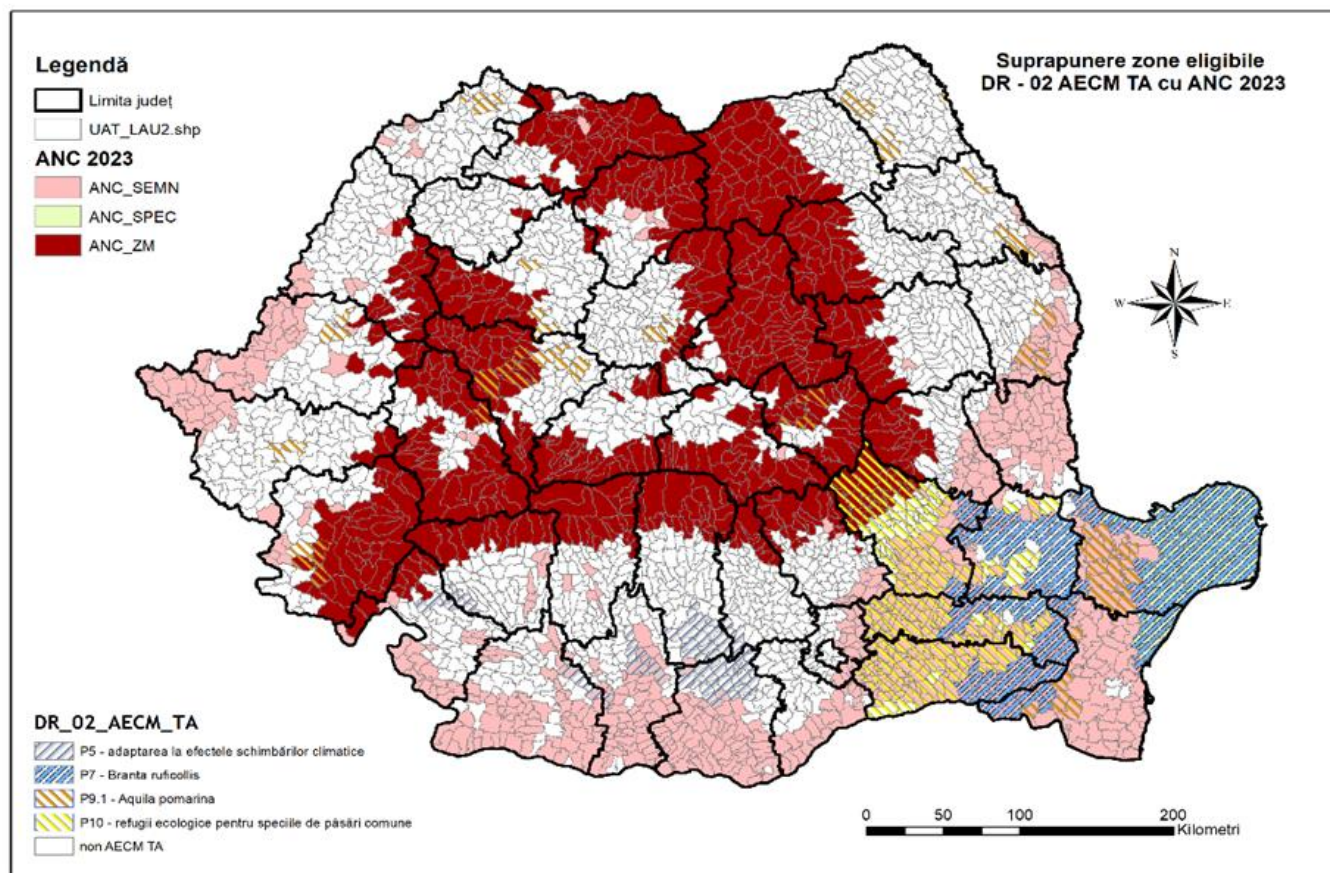 Legendă
Limita județ
UAT_LAU2.shp
ANC 2023
ANC_SEMN
ANC_SPEC
ANC_ZM
Suprapunere zone eligibile
DR - 02 AECM TA cu ANC 2023
N
W
E
S
DR_02_AECM_TA
P5 - adaptarea la efectele schimbărilor climatice
P7 - Branta ruficollis
P9.1 - Aquila pomarina
P10 - refugii ecologice pentru speciile de păsări comune
non AECM TA
0 50 100 200
Kilometri